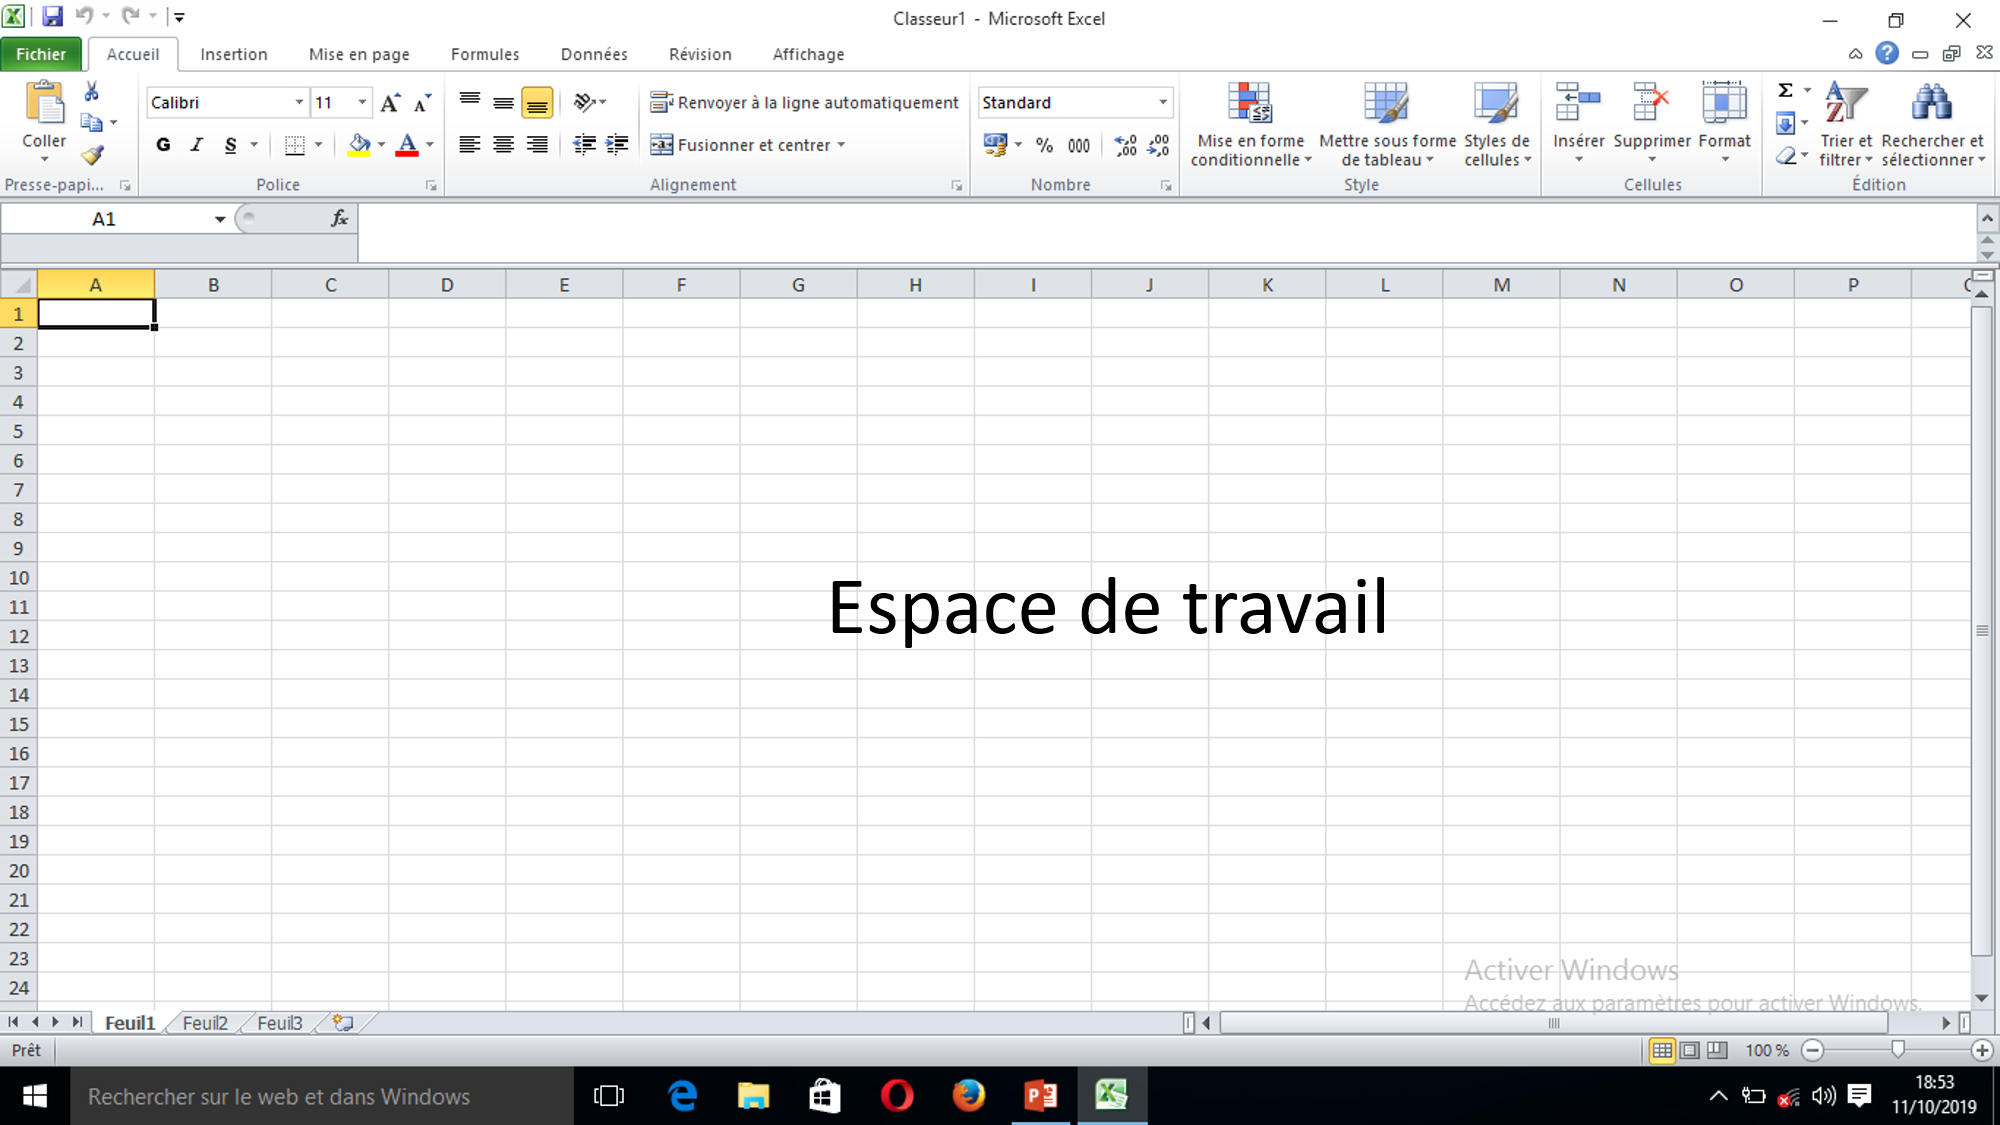 Classeur1 - Microsoft Excel
Fichier Accueil Insertion Mise en page Formules Données Révision Affichage
Coller
Calibri 11
Renvoyer à la ligne automatiquement
Standard
G I S
Fusionner et centrer
% 000
Mise en forme conditionnelle
Mettre sous forme de tableau
Styles de cellules
Insérer Supprimer Format
Σ
Trier et filtrer
Rechercher et sélectionner
Presse-papi... Police Alignement Nombre Style Cellules Édition
A1 fx
A B C D E F G H I J K L M N O P
1
2
3
4
5
6
7
8
9
10
11
12
13
14
15
16
17
18
19
20
21
22
23
24
Espace de travail
Activer Windows
Accédez aux paramètres pour activer Windows.
Feuil1 Feuil2 Feuil3
Prêt 100 %
Rechercher sur le web et dans Windows
18:53
11/10/2019